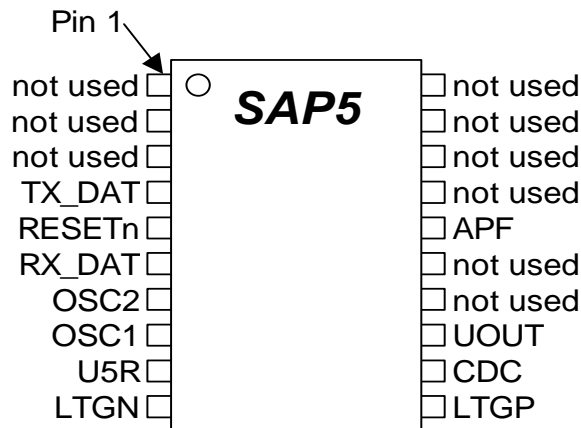 Pin 1
SAP5
not used not used
not used not used
not used not used
TX_DAT not used
RESETn APF
RX_DAT not used
OSC2 not used
OSC1 UOUT
U5R CDC
LTGN LTGP